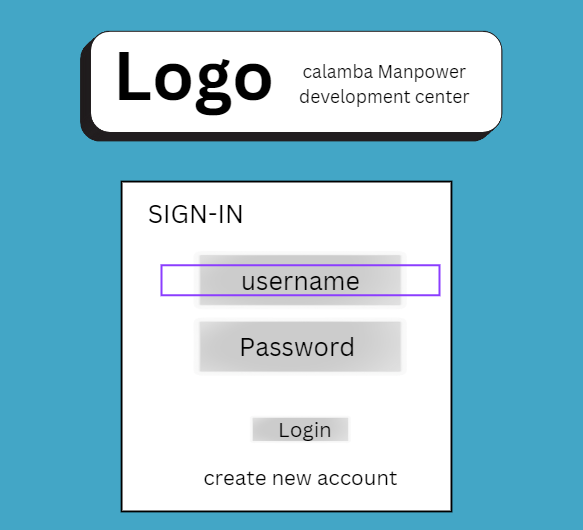 Logo
calamba Manpower
development center
SIGN-IN
username
Password
Login
create new account